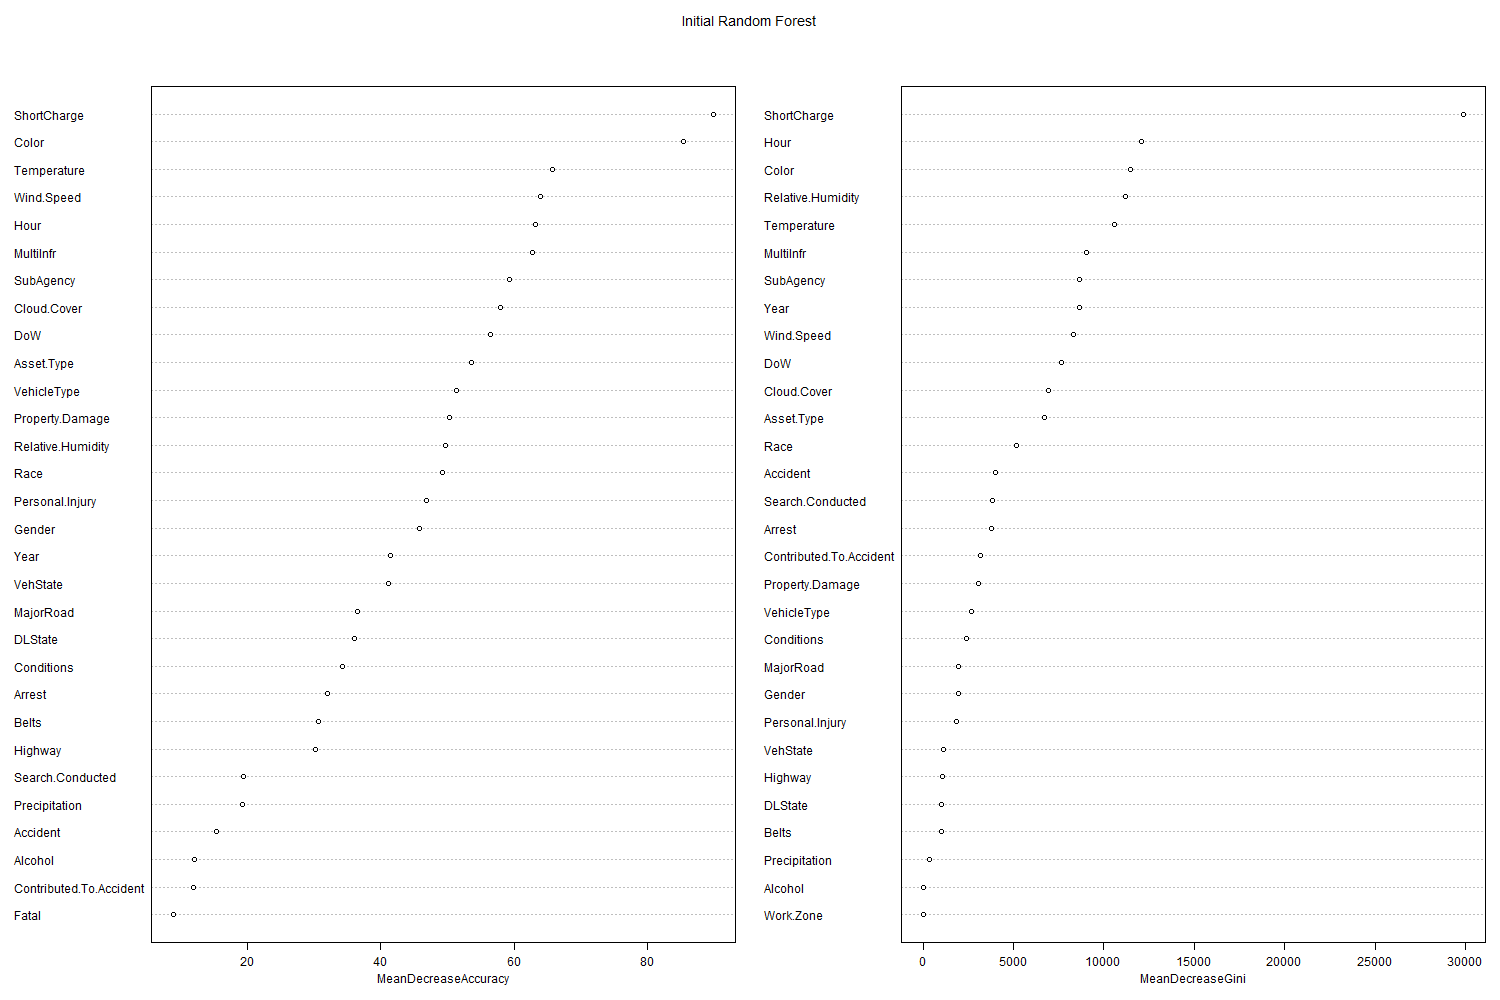 Initial Random Forest
ShortCharge
Color
Temperature
Wind.Speed
Hour
MultiInfr
SubAgency
Cloud.Cover
DoW
Asset.Type
VehicleType
Property.Damage
Relative.Humidity
Race
Personal.Injury
Gender
Year
VehState
MajorRoad
DLState
Conditions
Arrest
Belts
Highway
Search.Conducted
Precipitation
Accident
Alcohol
Contributed.To.Accident
Fatal
20 40 60 80
MeanDecreaseAccuracy
ShortCharge
Hour
Color
Relative.Humidity
Temperature
MultiInfr
SubAgency
Year
Wind.Speed
DoW
Cloud.Cover
Asset.Type
Race
Accident
Search.Conducted
Arrest
Contributed.To.Accident
Property.Damage
VehicleType
Conditions
MajorRoad
Gender
Personal.Injury
VehState
Highway
DLState
Belts
Precipitation
Alcohol
Work.Zone
0 5000 10000 15000 20000 25000 30000
MeanDecreaseGini